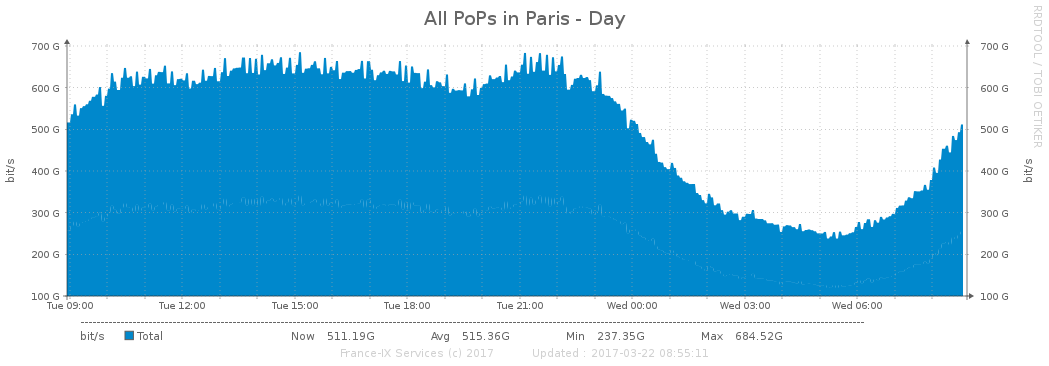 All PoPs in Paris - Day
RRDTOOL / TOBI OETIKER
700 G 700 G
600 G 600 G
500 G 500 G
400 G 400 G
300 G 300 G
200 G 200 G
100 G 100 G
bit/s bit/s
Tue 09:00 Tue 12:00 Tue 15:00 Tue 18:00 Tue 21:00 Wed 00:00 Wed 03:00 Wed 06:00
bit/s Total Now 511.19G Avg 515.36G Min 237.35G Max 684.52G
France-IX Services (c) 2017 Updated : 2017-03-22 08:55:11